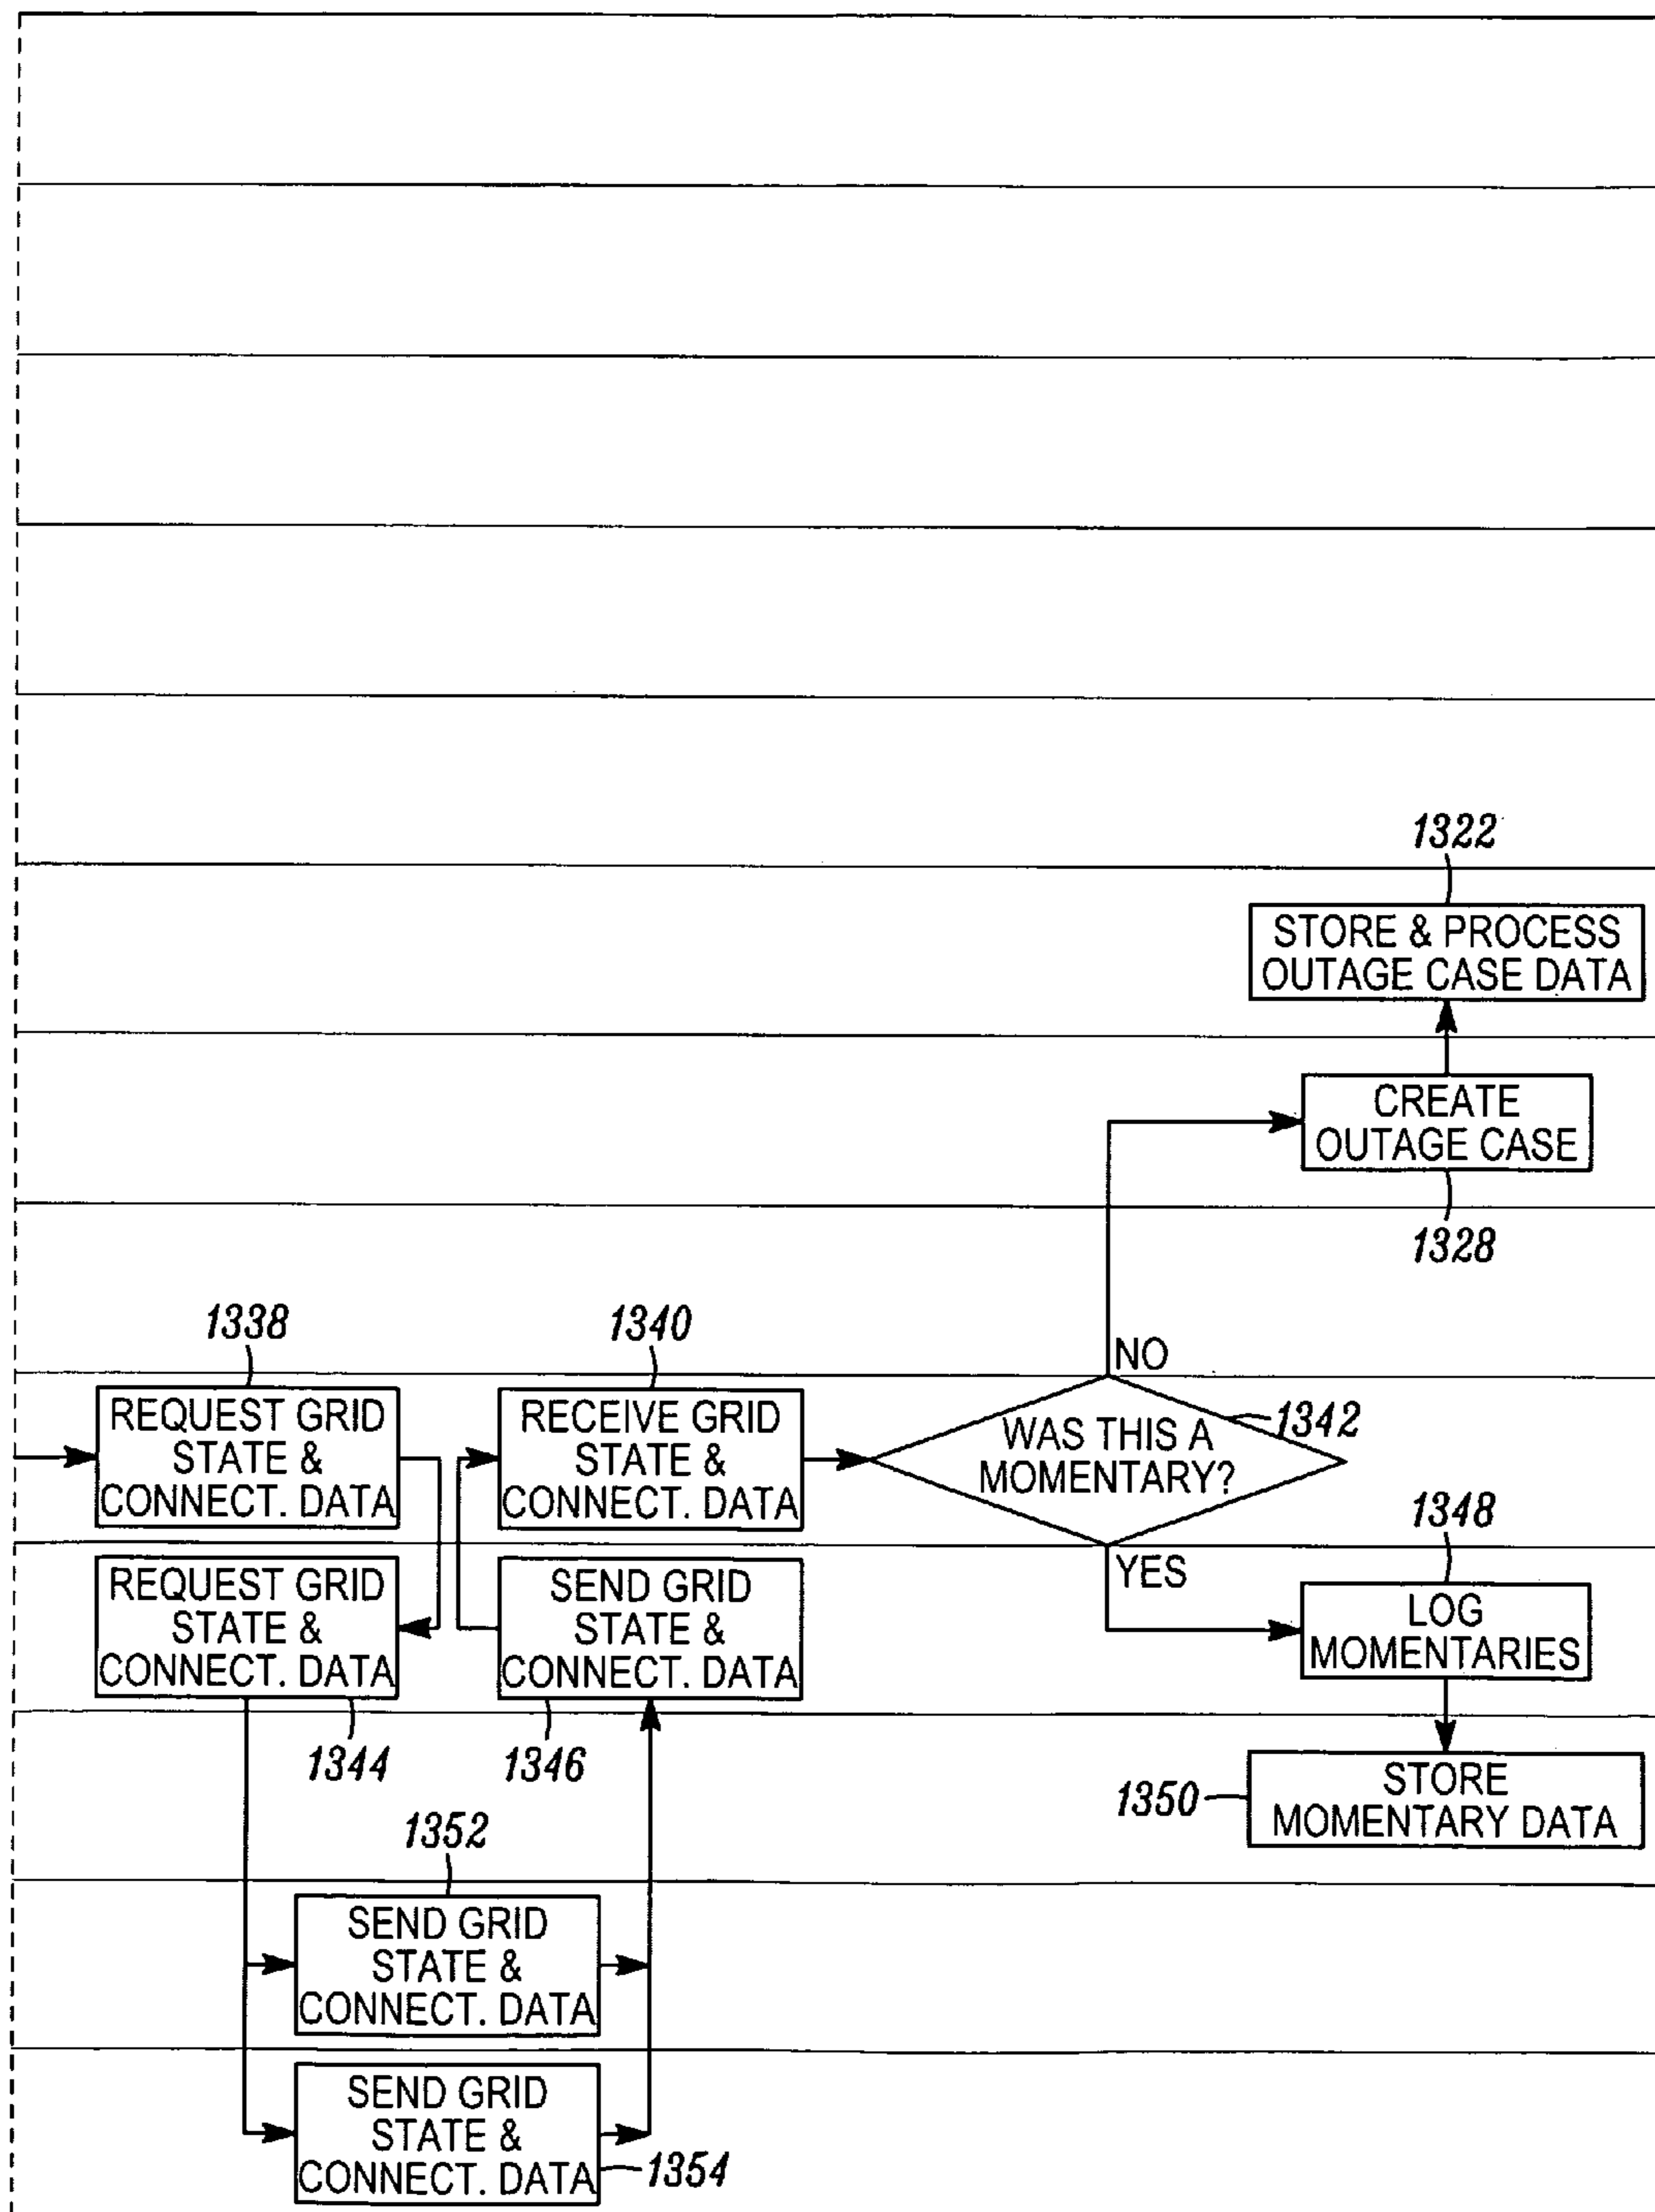 1322
STORE & PROCESS
OUTAGE CASE DATA
CREATE
OUTAGE CASE
1328
1338
1340
NO
REQUEST GRID
STATE &
CONNECT. DATA
RECEIVE GRID
STATE &
CONNECT. DATA
WAS THIS A
MOMENTARY?
1342
1348
YES
REQUEST GRID
STATE &
CONNECT. DATA
SEND GRID
STATE &
CONNECT. DATA
LOG
MOMENTARIES
1344
1346
1350
STORE
MOMENTARY DATA
1352
SEND GRID
STATE &
CONNECT. DATA
SEND GRID
STATE &
CONNECT. DATA
1354